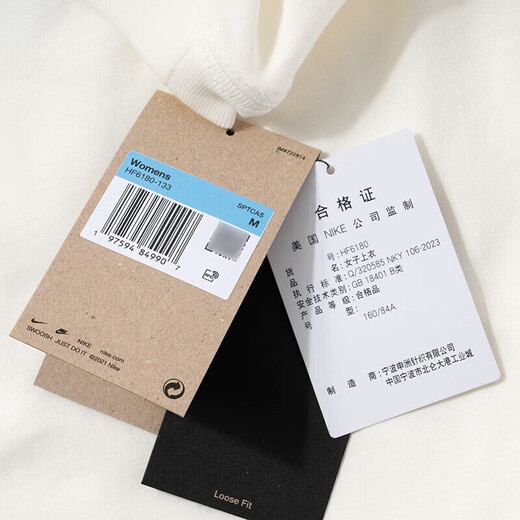 IM#722914
Womens
HF6180-133
SPTCAS
M
1 97594 84990 7
NIKE nike.com
SWOOSH JUST DO IT ©2021 Nike
Loose Fit
合格证
美国 NIKE 公司监制
货 号: HF6180
品 名: 女子上衣
执行标准: Q/320585 NKY 106-2023
安全技术类别: GB 18401 B类
产品等级: 合格品
型 号: 160/84A
制造商: 宁波申洲针织有限公司
中国宁波市北仑大港工业城